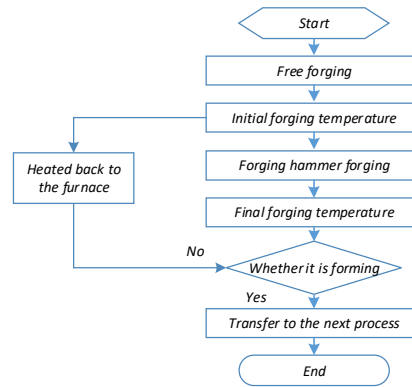 Start
Free forging
Initial forging temperature
Heated back to
the furnace
Forging hammer forging
Final forging temperature
No
Whether it is forming
Yes
Transfer to the next process
End